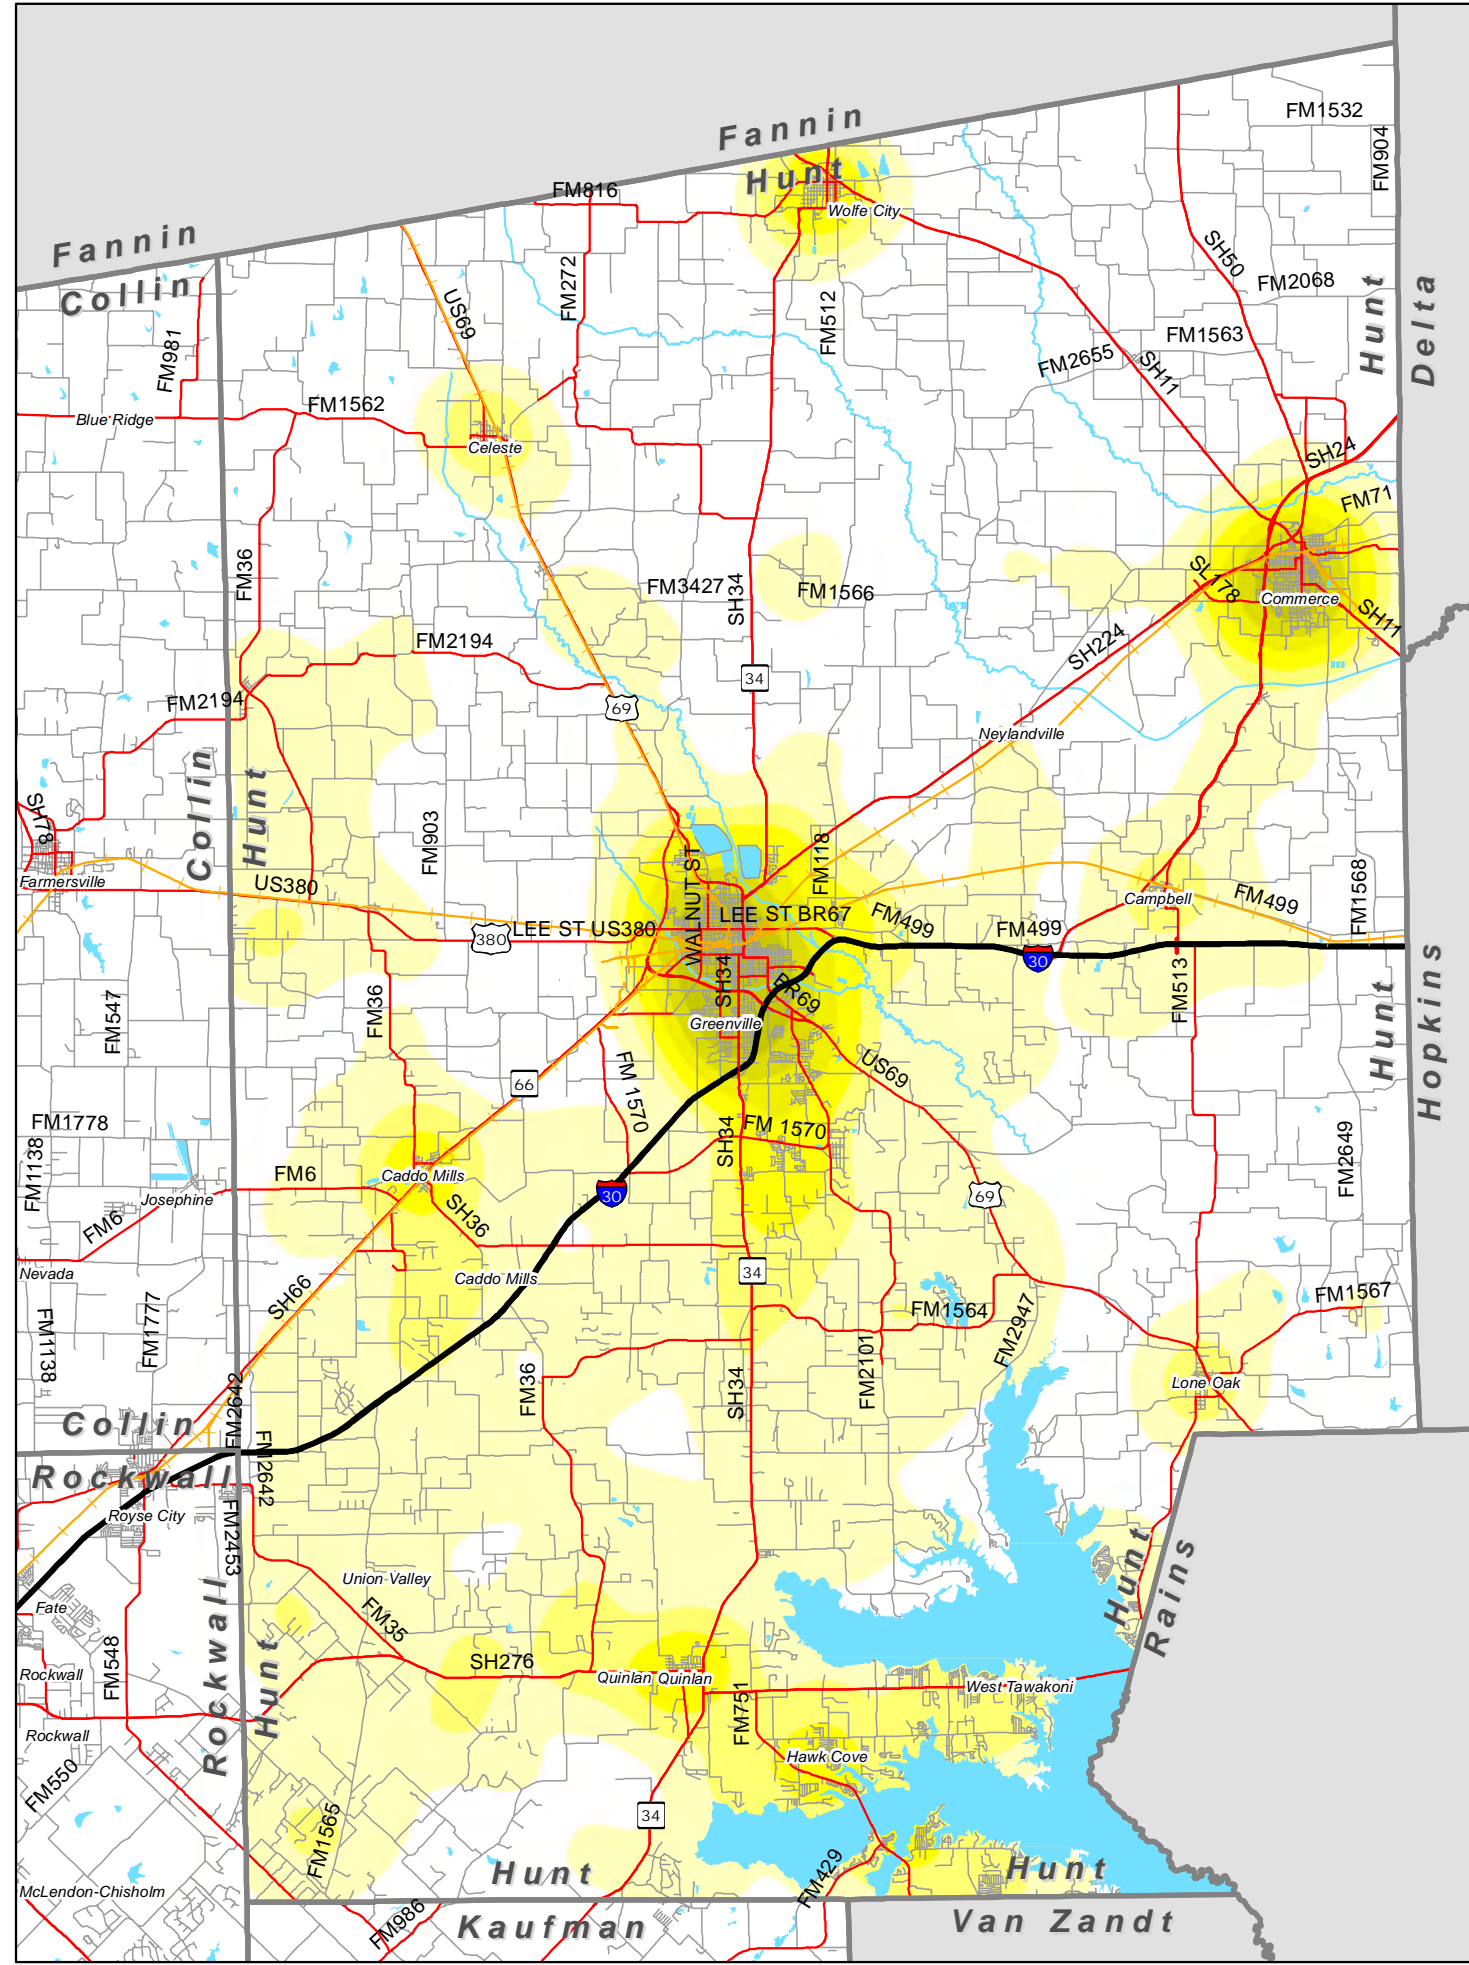 Fannin
FM1532
FM904
Hunt
FM816
Wolfe City
Fannin
SH50
Collin
US69
FM272
FM2068
Hunt
Delta
FM981
FM512
FM1563
FM2655
SH11
FM1562
Blue Ridge
Celeste
SH24
FM71
FM36
FM3427
SH34
FM1566
SL178
Commerce
SH11
FM2194
SH224
34
FM2194
69
Neylandville
Collin
Hunt
SH78
FM903
WALNUT ST
FM118
Farmersville
US380
Campbell
FM499
FM1568
380
LEE ST US380
LEE ST BR67
FM499
FM499
30
FM547
FM36
SH34
BR69
Greenville
FM513
Hunt
Hopkins
66
FM 1570
US69
FM1778
FM1138
SH34
FM 1570
FM2649
FM6
Caddo Mills
Josephine
30
69
FM6
SH36
Nevada
Caddo Mills
34
SH66
FM1138
FM1777
FM1564
FM2947
FM1567
FM36
SH34
FM2101
Lone Oak
Collin
FM2642
Rockwall
FM2642
Royse City
FM2453
Hunt
Rains
Union Valley
Fate
FM35
Rockwall
Hunt
FM548
SH276
Rockwall
Quinlan
Quinlan
West Tawakoni
FM751
Rockwall
Hawk Cove
FM550
34
FM1565
Hunt
FM429
Hunt
McLendon-Chisholm
FM986
Kaufman
Van Zandt